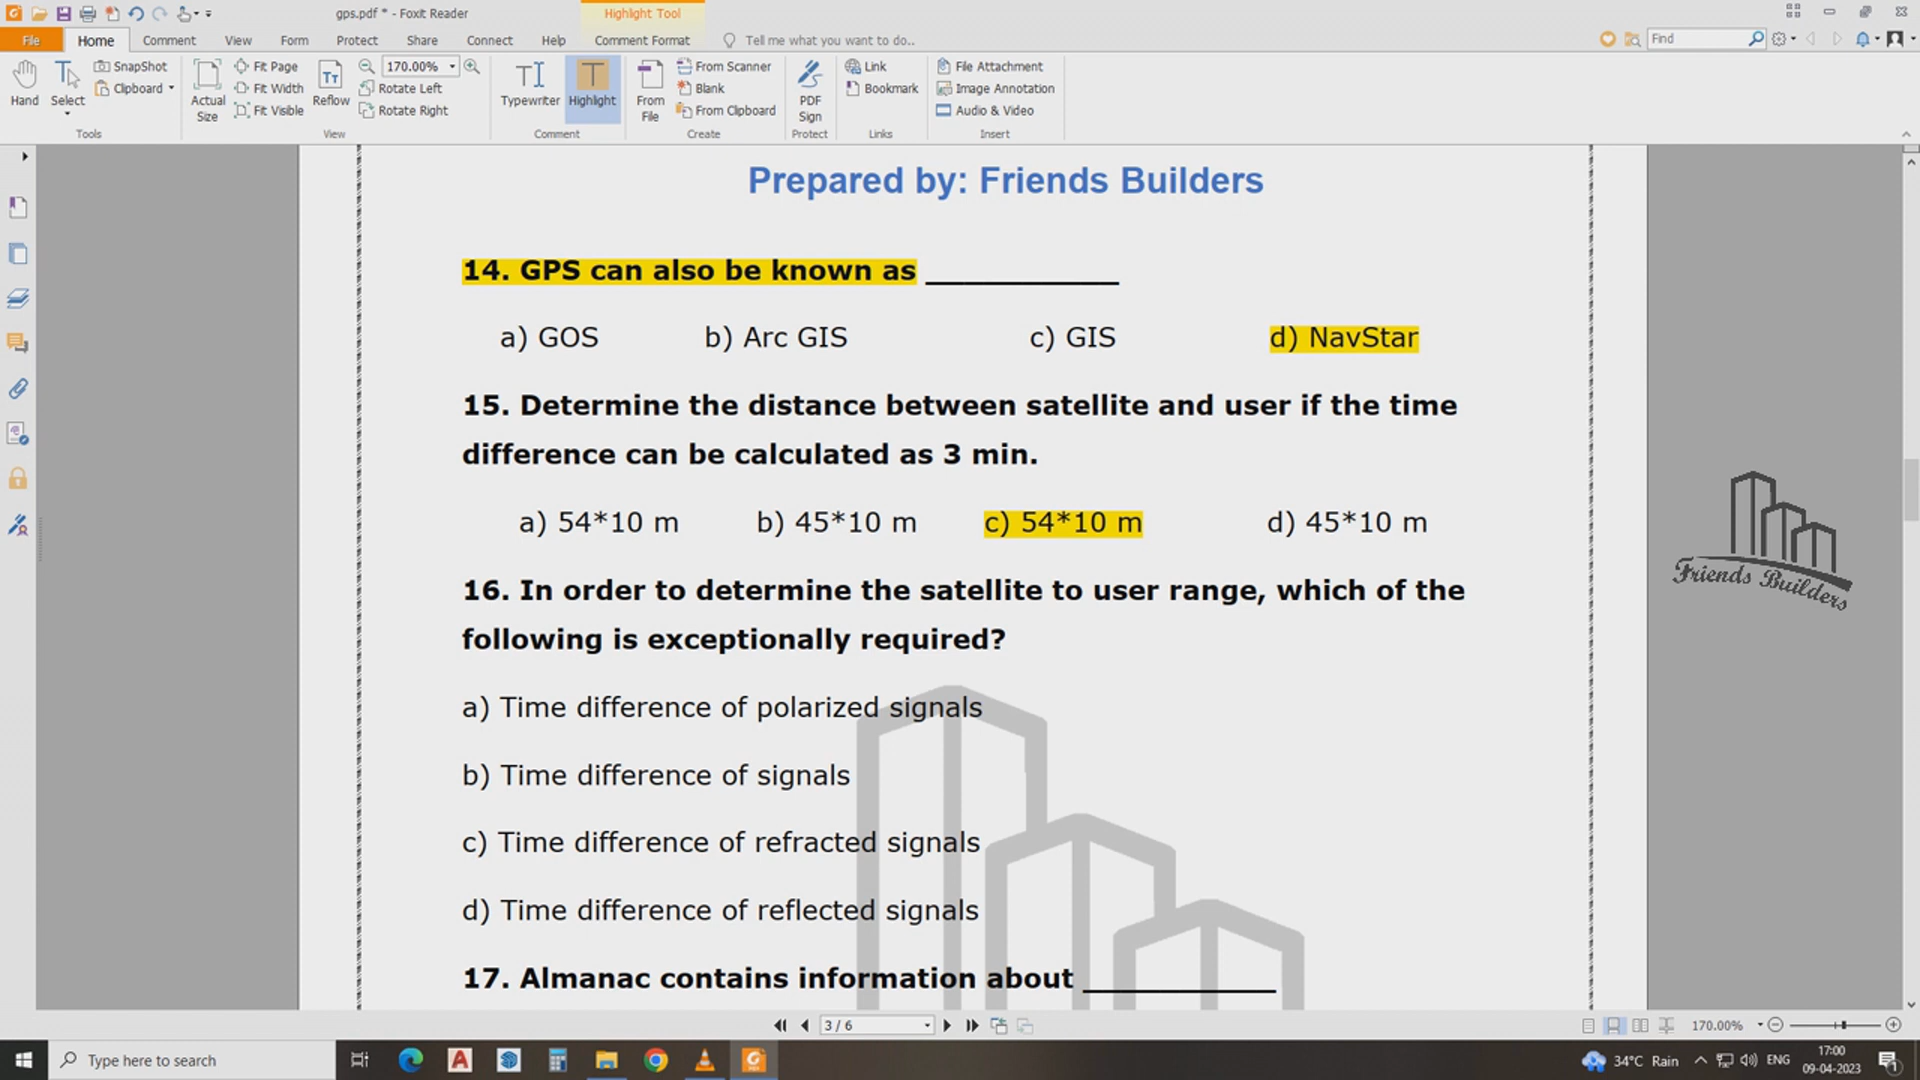 gps.pdf * - Foxit Reader
Highlight Tool
File
Home
Comment
View
Form
Protect
Share
Connect
Help
Comment Format
Tell me what you want to do..
Find
Hand
Select
SnapShot
Clipboard
Tools
Actual Size
Fit Page
Fit Width
Fit Visible
Reflow
170.00%
Rotate Left
Rotate Right
View
Typewriter
Highlight
Comment
From File
From Scanner
Blank
From Clipboard
Create
PDF Sign
Protect
Link
Bookmark
Links
File Attachment
Image Annotation
Audio & Video
Insert
Prepared by: Friends Builders
14. GPS can also be known as ___________
a) GOS b) Arc GIS c) GIS d) NavStar
15. Determine the distance between satellite and user if the time
difference can be calculated as 3 min.
a) 54*10 m b) 45*10 m c) 54*10 m d) 45*10 m
16. In order to determine the satellite to user range, which of the
following is exceptionally required?
a) Time difference of polarized signals
b) Time difference of signals
c) Time difference of refracted signals
d) Time difference of reflected signals
17. Almanac contains information about ___________
Friends Builders
3 / 6
170.00%
Type here to search
34°C Rain
ENG
17:00
09-04-2023